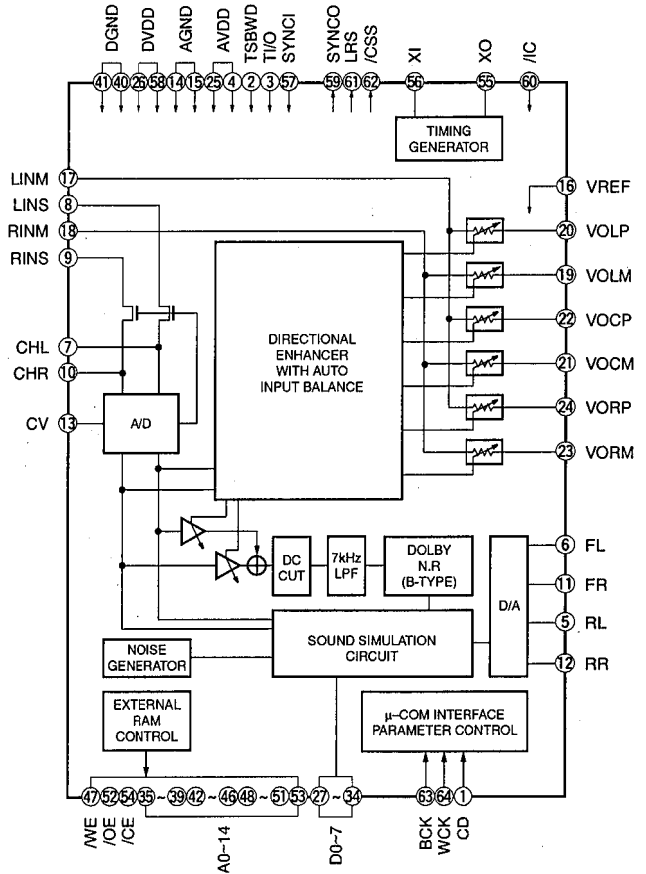 DGND
DVDD
AGND
AVDD
TSBWD
TI/O
SYNCI
SYNCO
LRS
/CSS
XI
XO
/IC
41 40 26 58 14 15 25 4 2 3 57 59 61 62 56 55 60
TIMING
GENERATOR
LINM 17
LINS 8
RINM 18
RINS 9
CHL 7
CHR 10
CV 13
16 VREF
20 VOLP
19 VOLM
22 VOCP
21 VOCM
24 VORP
23 VORM
DIRECTIONAL
ENHANCER
WITH AUTO
INPUT BALANCE
A/D
DC
CUT
7kHz
LPF
DOLBY
N.R
(B-TYPE)
D/A
6 FL
11 FR
5 RL
12 RR
SOUND SIMULATION
CIRCUIT
NOISE
GENERATOR
EXTERNAL
RAM
CONTROL
μ-COM INTERFACE
PARAMETER CONTROL
47 52 54 35 ~ 39 42 ~ 46 48 ~ 51 53 27 ~ 34 63 64 1
/WE
/OE
/CE
A0~14
D0~7
BCK
WCK
CD